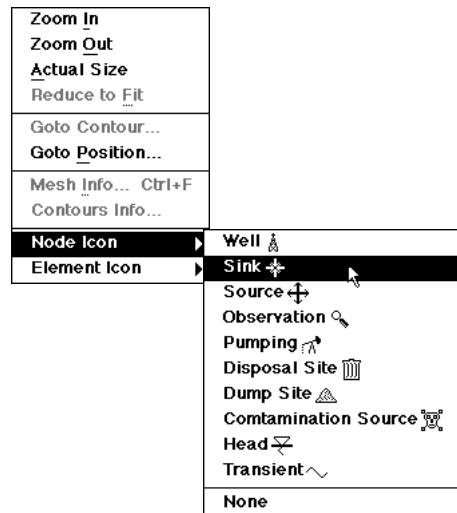 Zoom In
Zoom Out
Actual Size
Reduce to Fit
Goto Contour...
Goto Position...
Mesh Info... Ctrl+F
Contours Info...
Node Icon
Element Icon
Well
Sink
Source
Observation
Pumping
Disposal Site
Dump Site
Comtamination Source
Head
Transient
None